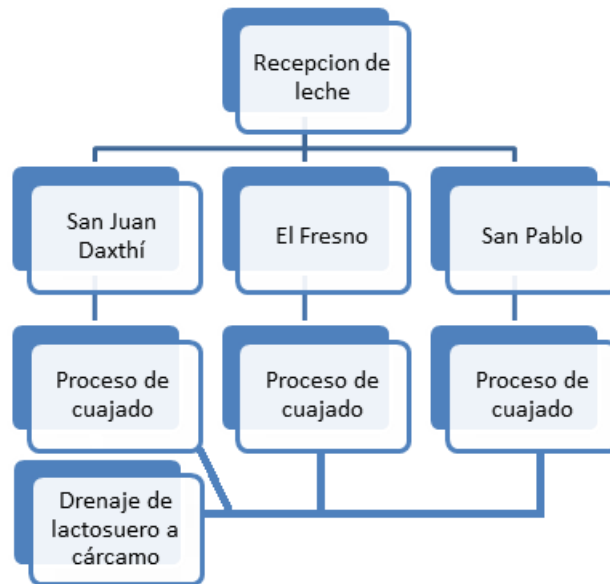 Recepcion de
leche
San Juan
Daxthí
El Fresno
San Pablo
Proceso de
cuajado
Proceso de
cuajado
Proceso de
cuajado
Drenaje de
lactosuero a
cárcamo